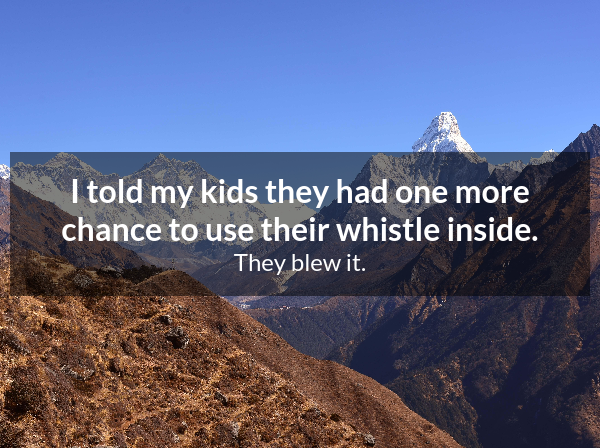 I told my kids they had one more
chance to use their whistle inside.
They blew it.